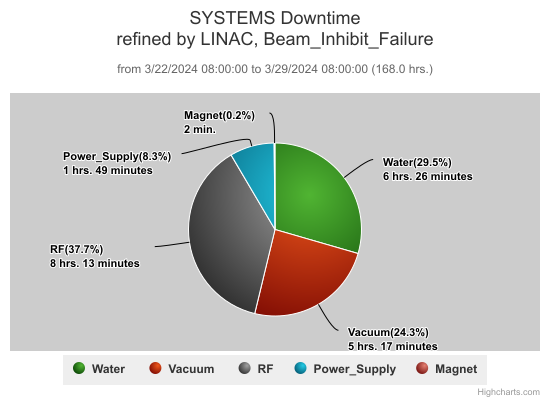 SYSTEMS Downtime
refined by LINAC, Beam_Inhibit_Failure
from 3/22/2024 08:00:00 to 3/29/2024 08:00:00 (168.0 hrs.)
Magnet(0.2%)
2 min.
Power_Supply(8.3%)
1 hrs. 49 minutes
Water(29.5%)
6 hrs. 26 minutes
RF(37.7%)
8 hrs. 13 minutes
Vacuum(24.3%)
5 hrs. 17 minutes
Water Vacuum RF Power_Supply Magnet
Highcharts.com